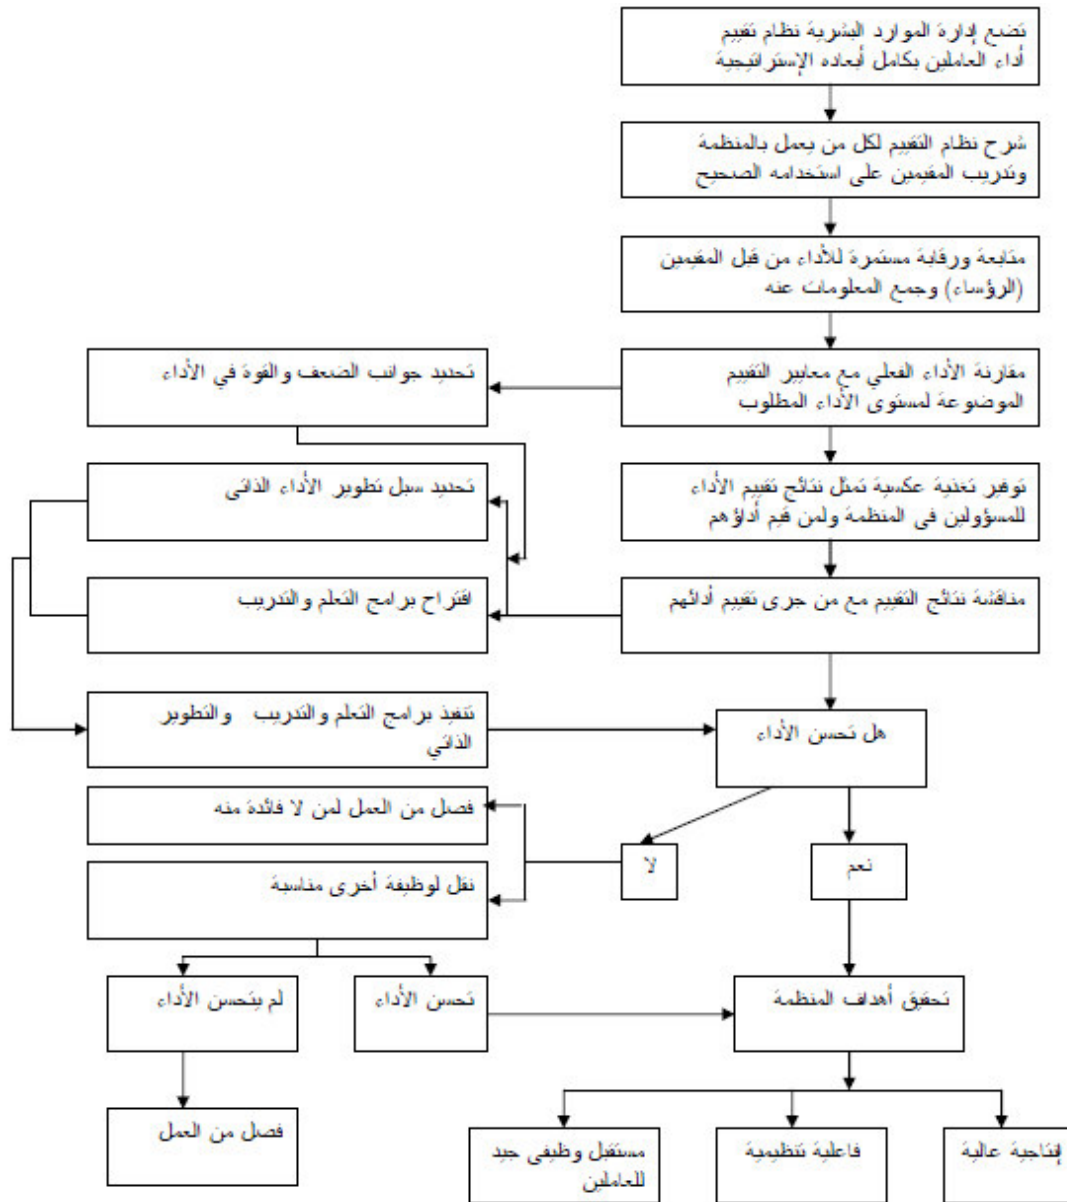 تضع إدارة الموارد البشرية نظام تقييم
أداء العاملين بكامل أبعاده الإستراتيجية
شرح نظام التقييم لكل من يعمل بالمنظمة
وتدريب المقيمين على استخدامه الصحيح
متابعة ورقابة مستمرة للأداء من قبل المقيمين
(الرؤساء) وجمع المعلومات عنه
مقارنة الأداء الفعلي مع معايير التقييم
الموضوعة لمستوى الأداء المطلوب
تحديد جوانب الضعف والقوة في الأداء
توفير تغذية عكسية تمثل نتائج تقييم الأداء
للمسؤولين في المنظمة ولمن قيم أداؤهم
تحديد سبل تطوير الأداء الذاتي
مناقشة نتائج التقييم مع من جرى تقييم أدائهم
اقتراح برامج التعلم والتدريب
تنفيذ برامج التعلم والتدريب والتطوير
الذاتي
هل تحسن الأداء
فصل من العمل لمن لا فائدة منه
نعم
لا
نقل لوظيفة أخرى مناسبة
تحقيق أهداف المنظمة
تحسن الأداء
لم يتحسن الأداء
فصل من العمل
إنتاجية عالية
فاعلية تنظيمية
مستقبل وظيفي جيد
للعاملين